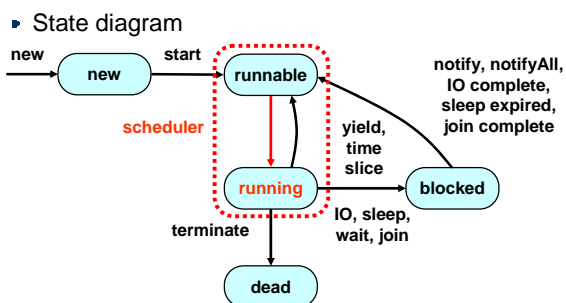 State diagram
new
start
new
runnable
notify, notifyAll,
IO complete,
sleep expired,
join complete
scheduler
yield,
time
slice
running
blocked
IO, sleep,
wait, join
terminate
dead